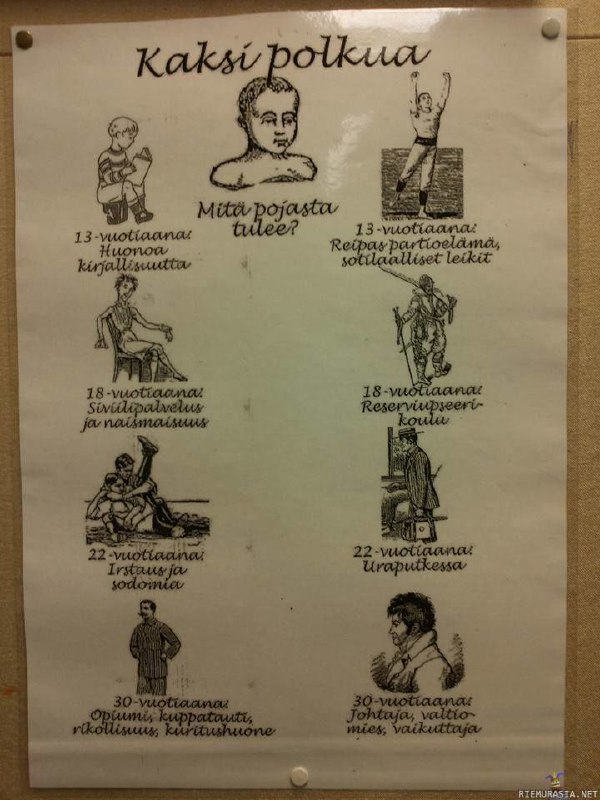 Kaksi polkua
Mitä pojasta
tulee?
13-vuotiaana:
Huonoa
kirjallisuutta
18-vuotiaana:
Siviilipalvelus
ja naismaisuus
22-vuotiaana:
Irstaus ja
sodomia
30-vuotiaana:
Opiumi, kuppatauti,
rikollisuus, kuritushuone
13-vuotiaana:
Reipas partioelämä,
sotilaalliset leikit
18-vuotiaana:
Reserviupseeri-
koulu
22-vuotiaana:
Uraputkessa
30-vuotiaana:
Johtaja, valtio-
mies, vaikuttaja
RIEMURASIA.NET